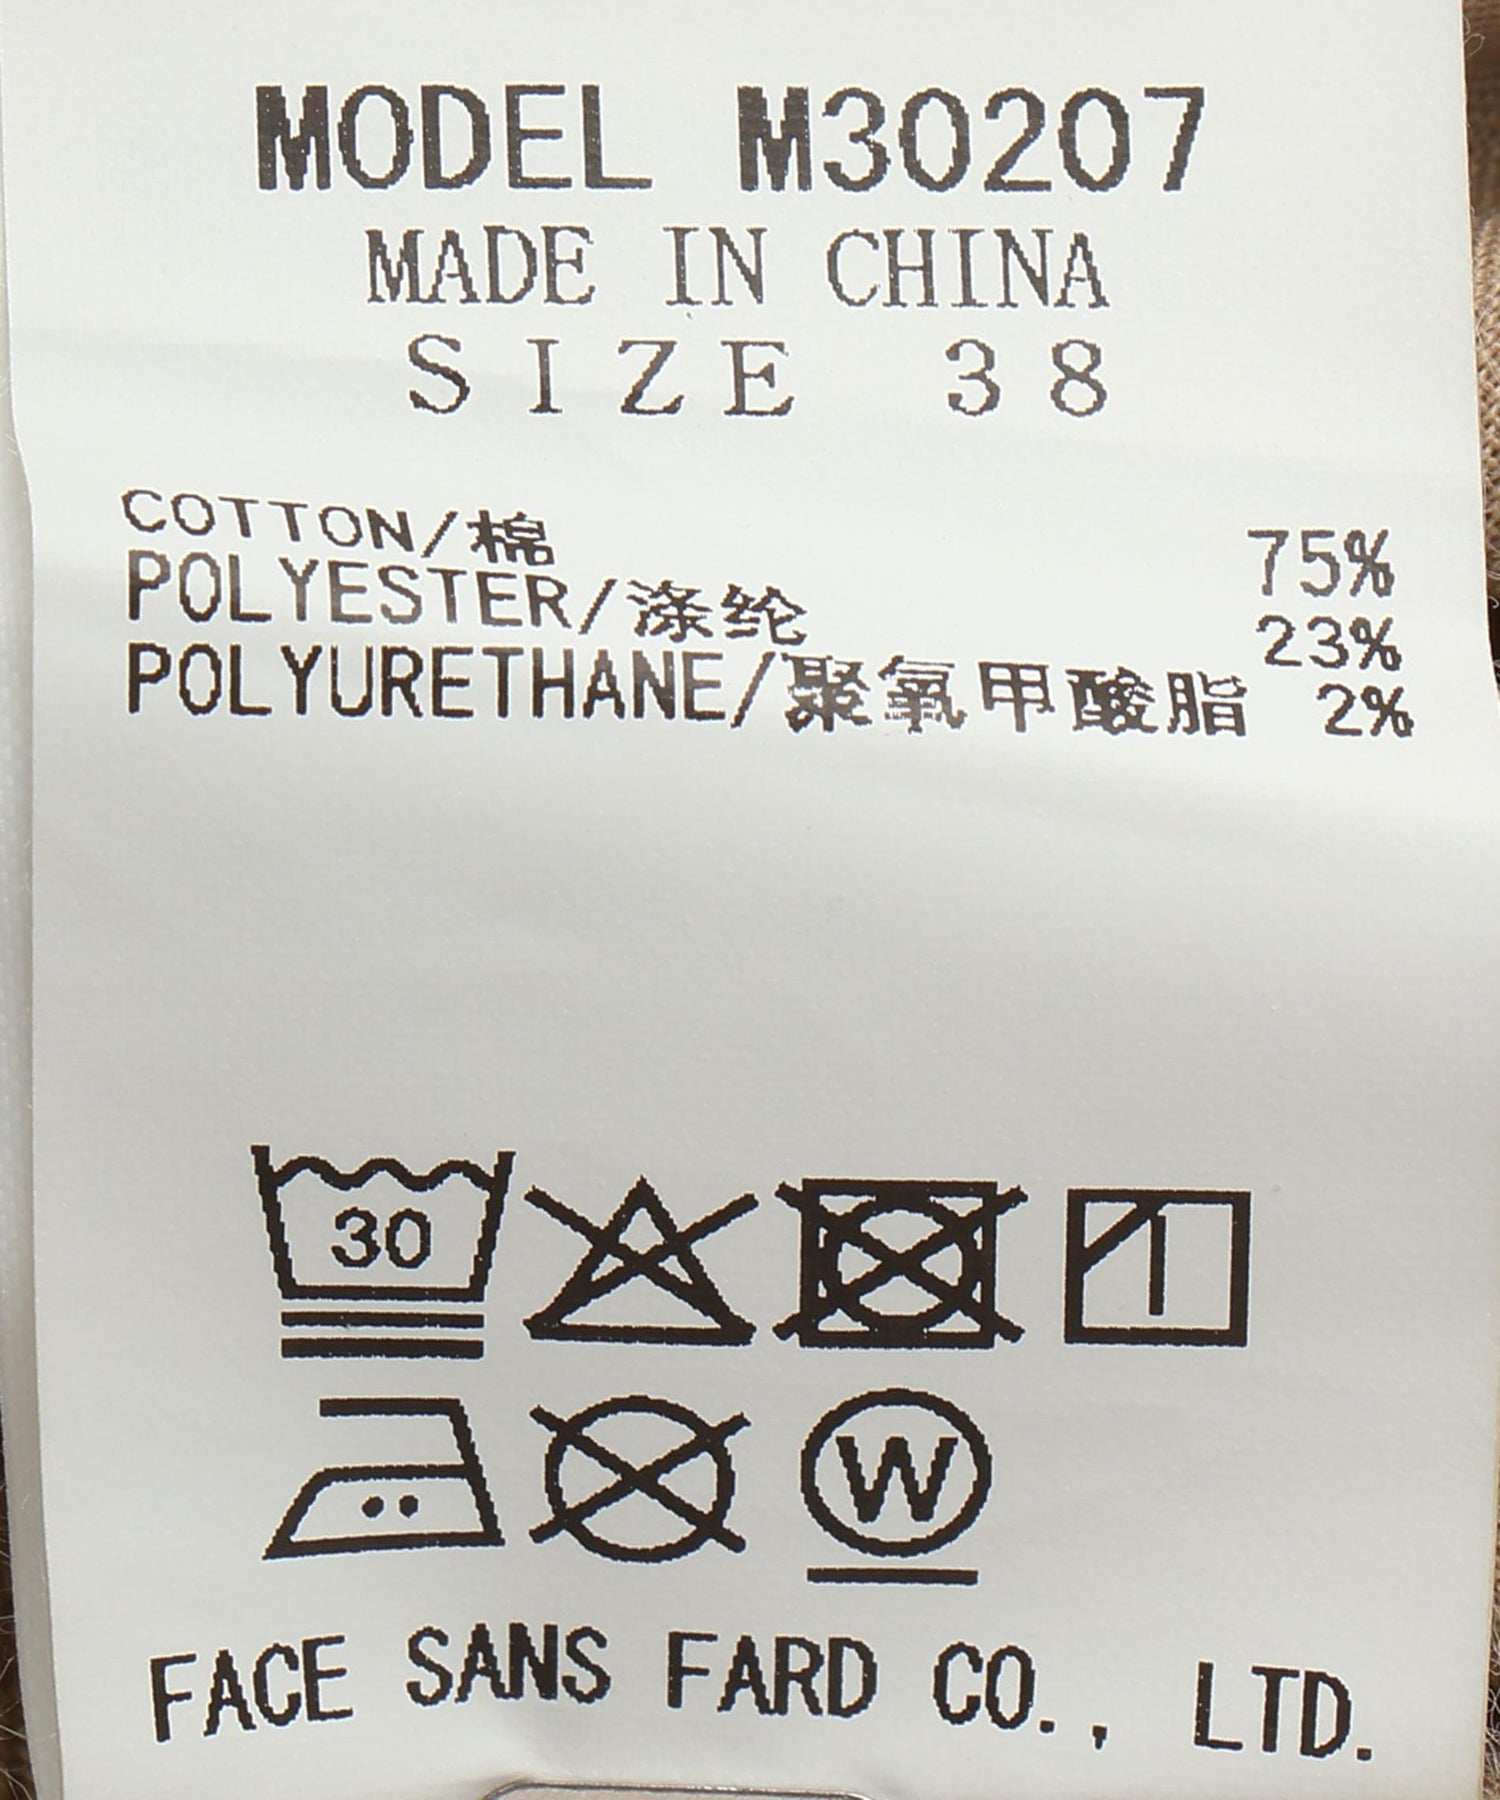 MODEL M30207
MADE IN CHINA
SIZE 38
COTTON/棉 75%
POLYESTER/涤纶 23%
POLYURETHANE/聚氧甲酸脂 2%
30
W
FACE SANS FARD CO., LTD.